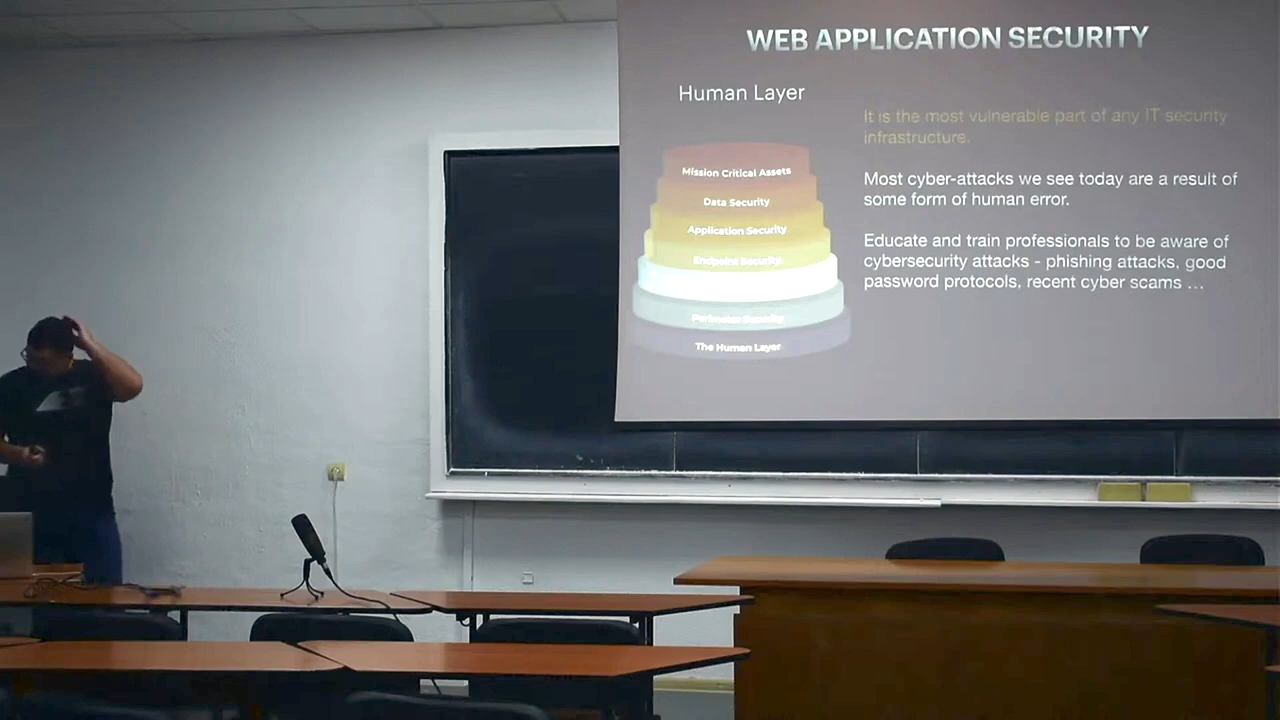 WEB APPLICATION SECURITY
Human Layer
Mission Critical Assets
Data Security
Application Security
Endpoint Security
Perimeter Security
The Human Layer
It is the most vulnerable part of any IT security
infrastructure.
Most cyber-attacks we see today are a result of
some form of human error.
Educate and train professionals to be aware of
cybersecurity attacks - phishing attacks, good
password protocols, recent cyber scams ...